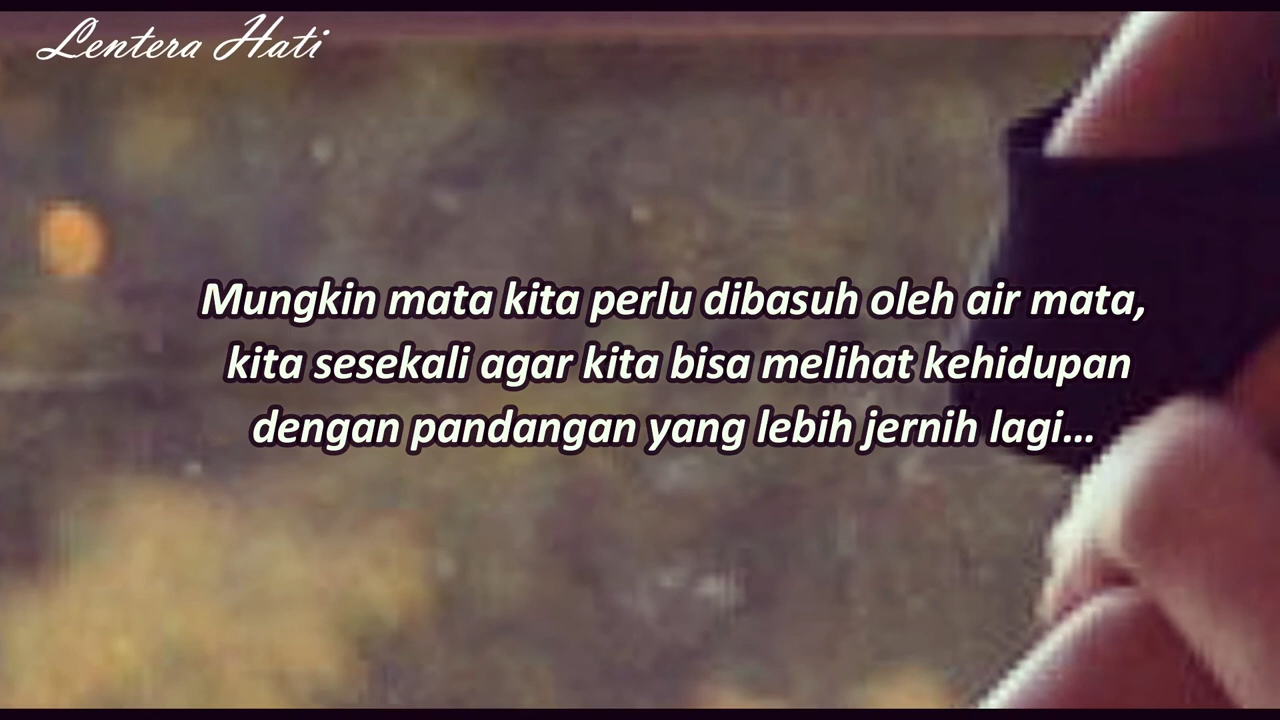 Lentera Hati
Mungkin mata kita perlu dibasuh oleh air mata,
kita sesekali agar kita bisa melihat kehidupan
dengan pandangan yang lebih jernih lagi...